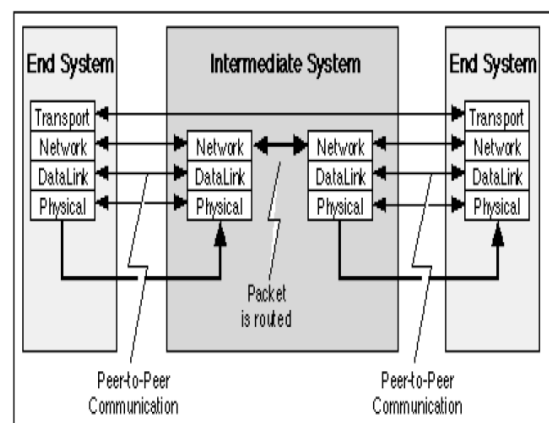 End System
Intermediate System
End System
Transport
Network
DataLink
Physical
Network
DataLink
Physical
Network
DataLink
Physical
Transport
Network
DataLink
Physical
Packet
is routed
Peer-to-Peer
Communication
Peer-to-Peer
Communication